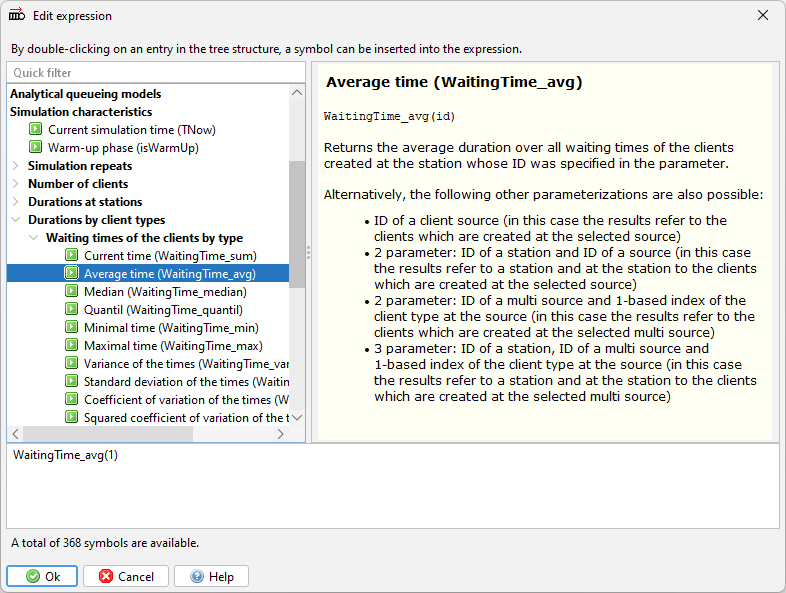 Edit expression
By double-clicking on an entry in the tree structure, a symbol can be inserted into the expression.
Quick filter
Analytical queueing models
Simulation characteristics
Current simulation time (TNow)
Warm-up phase (isWarmUp)
Simulation repeats
Number of clients
Durations at stations
Durations by client types
Waiting times of the clients by type
Current time (WaitingTime_sum)
Average time (WaitingTime_avg)
Median (WaitingTime_median)
Quantil (WaitingTime_quantil)
Minimal time (WaitingTime_min)
Maximal time (WaitingTime_max)
Variance of the times (WaitingTime_var
Standard deviation of the times (Waitin
Coefficient of variation of the times (W
Squared coefficient of variation of the t
Average time (WaitingTime_avg)
WaitingTime_avg(id)
Returns the average duration over all waiting times of the clients
created at the station whose ID was specified in the parameter.
Alternatively, the following other parameterizations are also possible:
• ID of a client source (in this case the results refer to the
clients which are created at the selected source)
• 2 parameter: ID of a station and ID of a source (in this case
the results refer to a station and at the station to the clients
which are created at the selected source)
• 2 parameter: ID of a multi source and 1-based index of the
client type at the source (in this case the results refer to the
clients which are created at the selected multi source)
• 3 parameter: ID of a station, ID of a multi source and
1-based index of the client type at the source (in this case
the results refer to a station and at the station to the clients
which are created at the selected multi source)
WaitingTime_avg(1)
A total of 368 symbols are available.
Ok
Cancel
Help